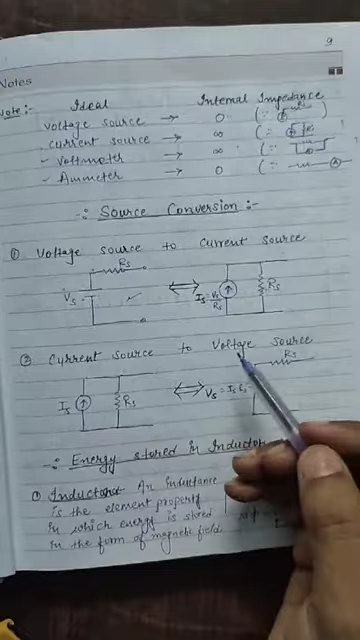 9
Notes
Note :- Ideal Internal Impedance
voltage source → 0
current source → ∞
✓ Voltmeter → ∞
✓ Ammeter → 0
-: Source Conversion :-
① Voltage source to Current source
Rs
Vs Is = Vs/Rs Rs
② Current Source to Voltage source
Rs
Is Rs Vs = Is Rs
-: Energy stored in Inductor
① Inductor An inductance
is the element property
in which energy is stored
in the form of magnetic field.